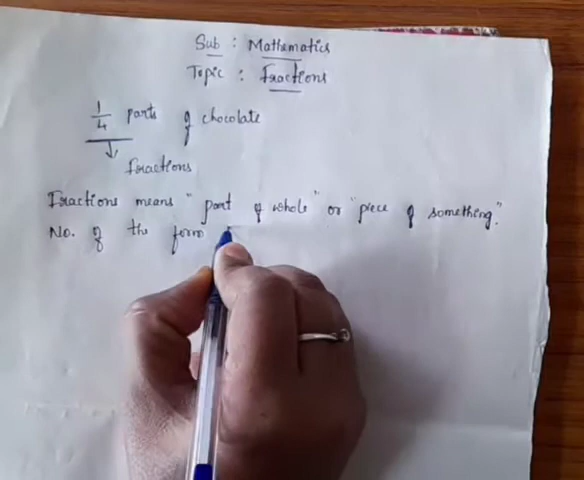 Sub : Mathematics
Topic : Fractions
1/4 parts of chocolate
Fractions
Fractions means "part of whole" or "piece of something."
No. of the form